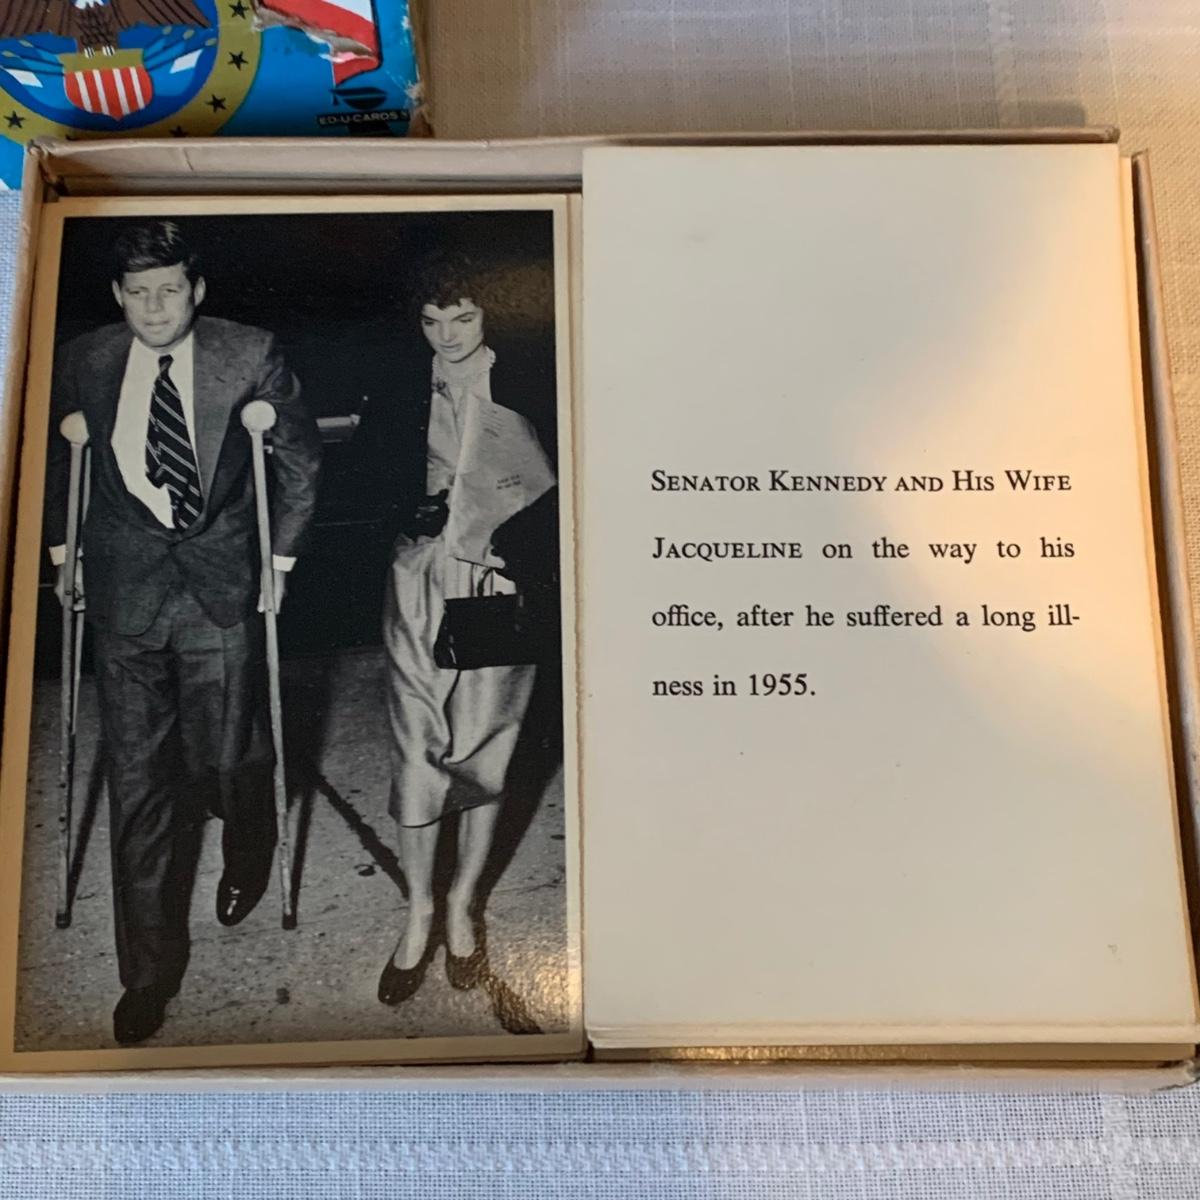 ED-U-CARDS
SENATOR KENNEDY AND HIS WIFE
JACQUELINE on the way to his
office, after he suffered a long ill-
ness in 1955.